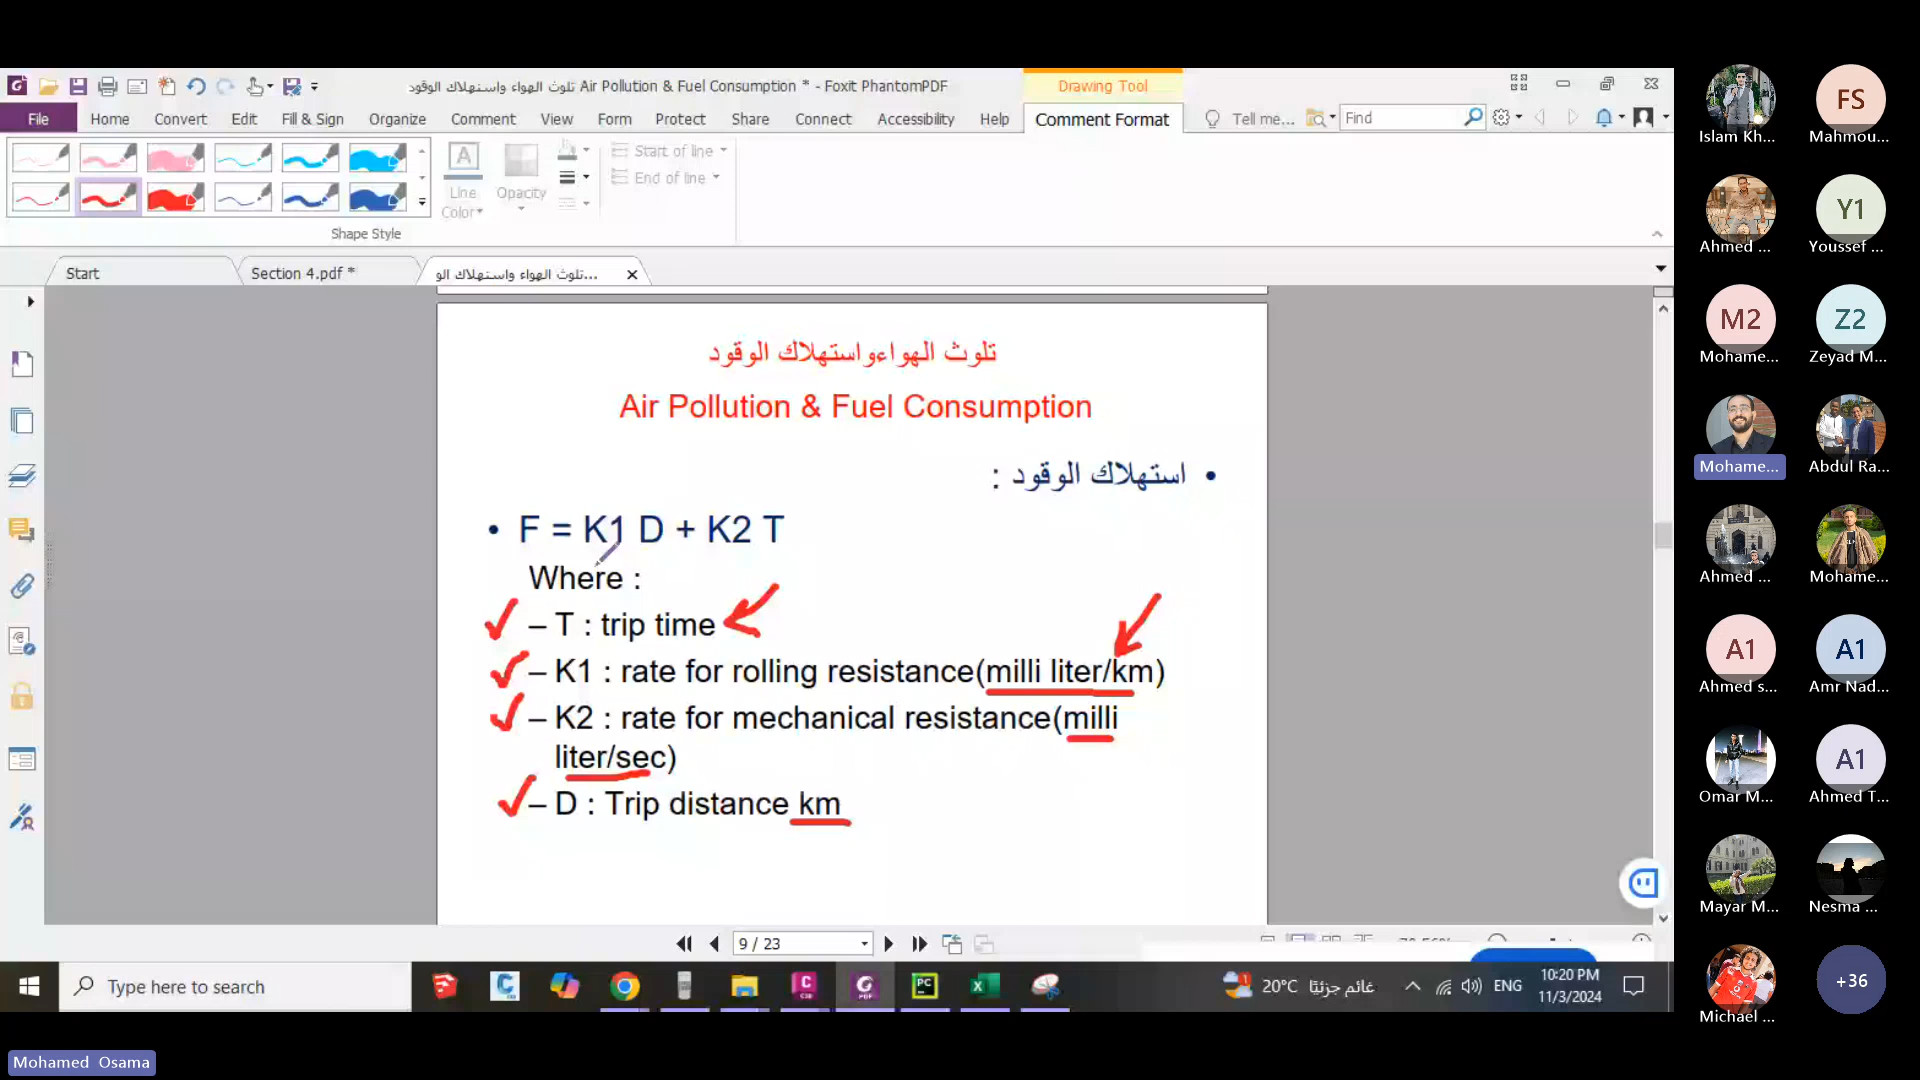 تلوث الهواء واستهلاك الوقود Air Pollution & Fuel Consumption * - Foxit PhantomPDF
Drawing Tool
File Home Convert Edit Fill & Sign Organize Comment View Form Protect Share Connect Accessibility Help Comment Format Tell me... Find
Line Color
Opacity
Start of line
End of line
Shape Style
Start
Section 4.pdf *
تلوث الهواء واستهلاك الو...
تلوث الهواءواستهلاك الوقود
Air Pollution & Fuel Consumption
• استهلاك الوقود :
• F = K1 D + K2 T
Where :
– T : trip time
– K1 : rate for rolling resistance(milli liter/km)
– K2 : rate for mechanical resistance(milli
liter/sec)
– D : Trip distance km
9 / 23
Type here to search
20°C غائم جزئيًا
ENG
10:20 PM
11/3/2024
Mohamed Osama
Islam Kh...
FS
Mahmou...
Ahmed ...
Y1
Youssef ...
M2
Mohame...
Z2
Zeyad M...
Mohame...
Abdul Ra...
Ahmed ...
Mohame...
A1
Ahmed s...
A1
Amr Nad...
Omar M...
A1
Ahmed T...
Mayar M...
Nesma ...
Michael ...
+36